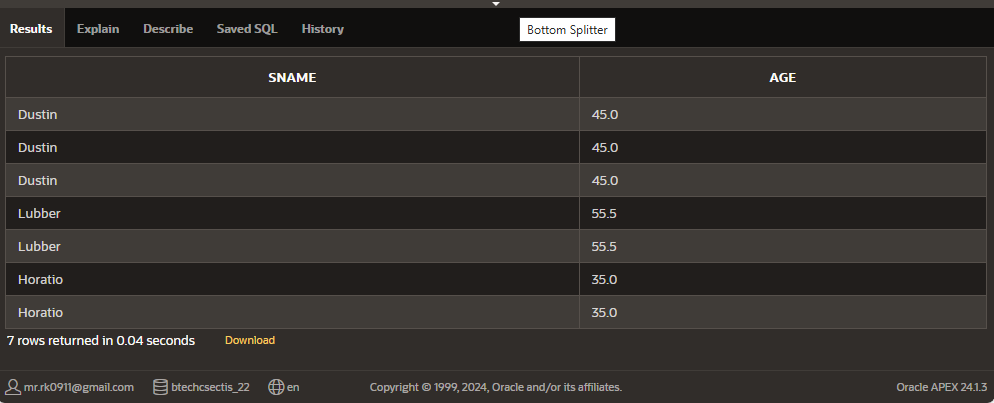 Results Explain Describe Saved SQL History Bottom Splitter
SNAME AGE
Dustin 45.0
Dustin 45.0
Dustin 45.0
Lubber 55.5
Lubber 55.5
Horatio 35.0
Horatio 35.0
7 rows returned in 0.04 seconds Download
mr.rk0911@gmail.com btechcsectis_22 en Copyright © 1999, 2024, Oracle and/or its affiliates. Oracle APEX 24.1.3